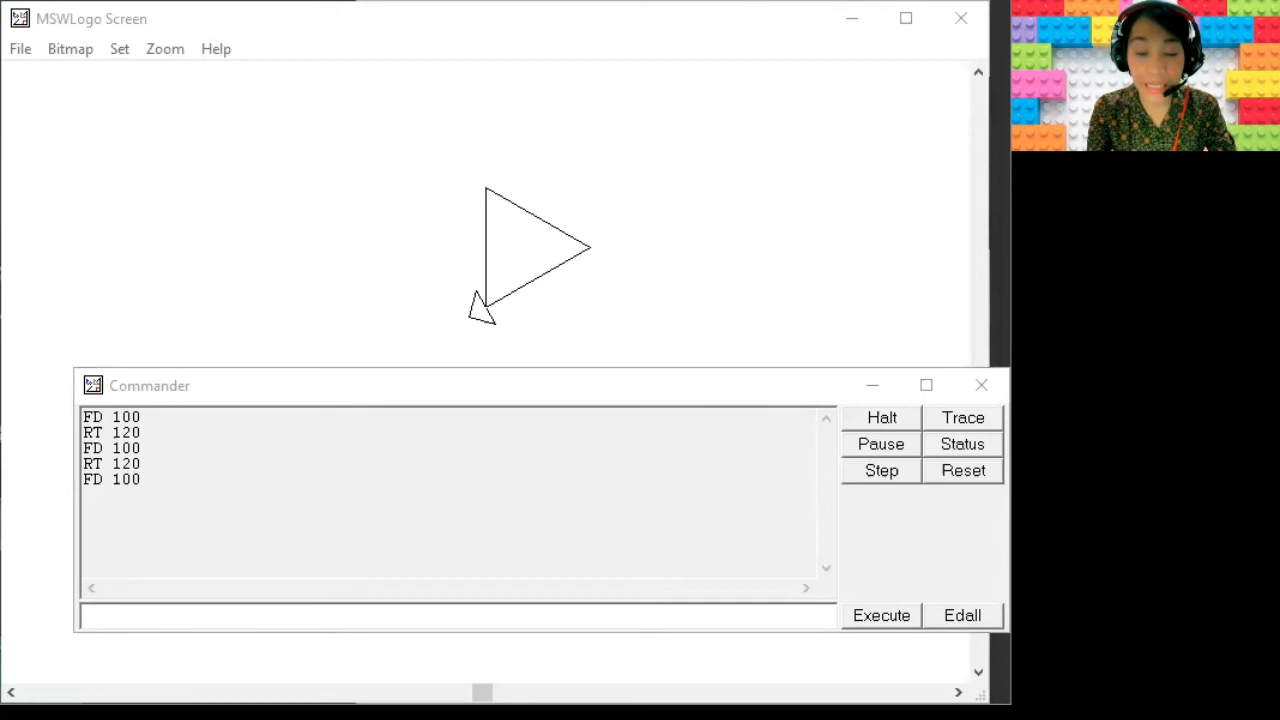 MSWLogo Screen
File Bitmap Set Zoom Help
Commander
FD 100
RT 120
FD 100
RT 120
FD 100
Halt Trace
Pause Status
Step Reset
Execute Edall